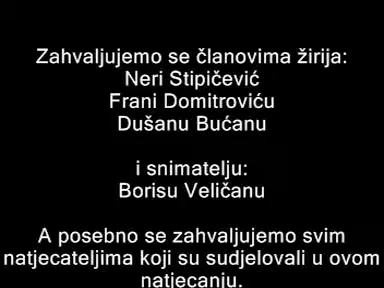 Zahvaljujemo se članovima žirija:
Neri Stipičević
Frani Domitroviću
Dušanu Bućanu
i snimatelju:
Borisu Veličanu
A posebno se zahvaljujemo svim
natjecateljima koji su sudjelovali u ovom
natjecanju.